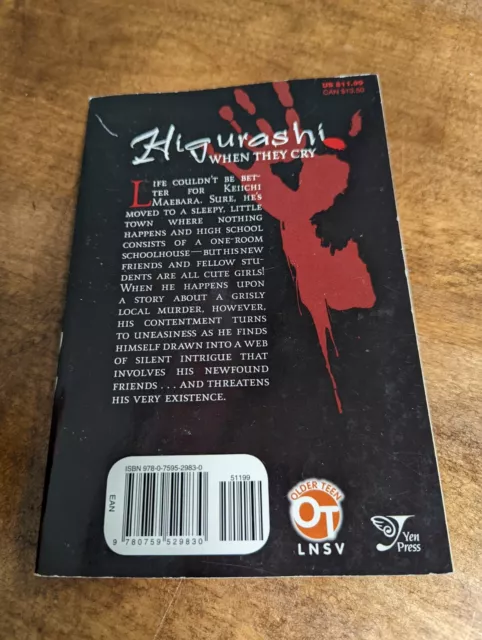 US $11.99
CAN $13.50
Higurashi
WHEN THEY CRY
LIFE COULDN'T BE BET-
TER FOR KEIICHI
MAEBARA. SURE, HE'S
MOVED TO A SLEEPY, LITTLE
TOWN WHERE NOTHING
HAPPENS AND HIGH SCHOOL
CONSISTS OF A ONE-ROOM
SCHOOLHOUSE—BUT HIS NEW
FRIENDS AND FELLOW STU-
DENTS ARE ALL CUTE GIRLS!
WHEN HE HAPPENS UPON
A STORY ABOUT A GRISLY
LOCAL MURDER, HOWEVER,
HIS CONTENTMENT TURNS
TO UNEASINESS AS HE FINDS
HIMSELF DRAWN INTO A WEB
OF SILENT INTRIGUE THAT
INVOLVES HIS NEWFOUND
FRIENDS . . . AND THREATENS
HIS VERY EXISTENCE.
ISBN 978-0-7595-2983-0
51199
EAN
9 780759 529830
OLDER TEEN
OT
LNSV
Yen
Press